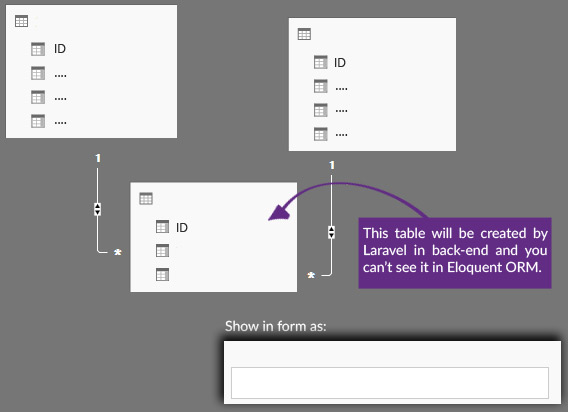 ID
....
....
....
ID
....
....
....
1
1
ID
*
*
This table will be created by
Laravel in back-end and you
can't see it in Eloquent ORM.
Show in form as: